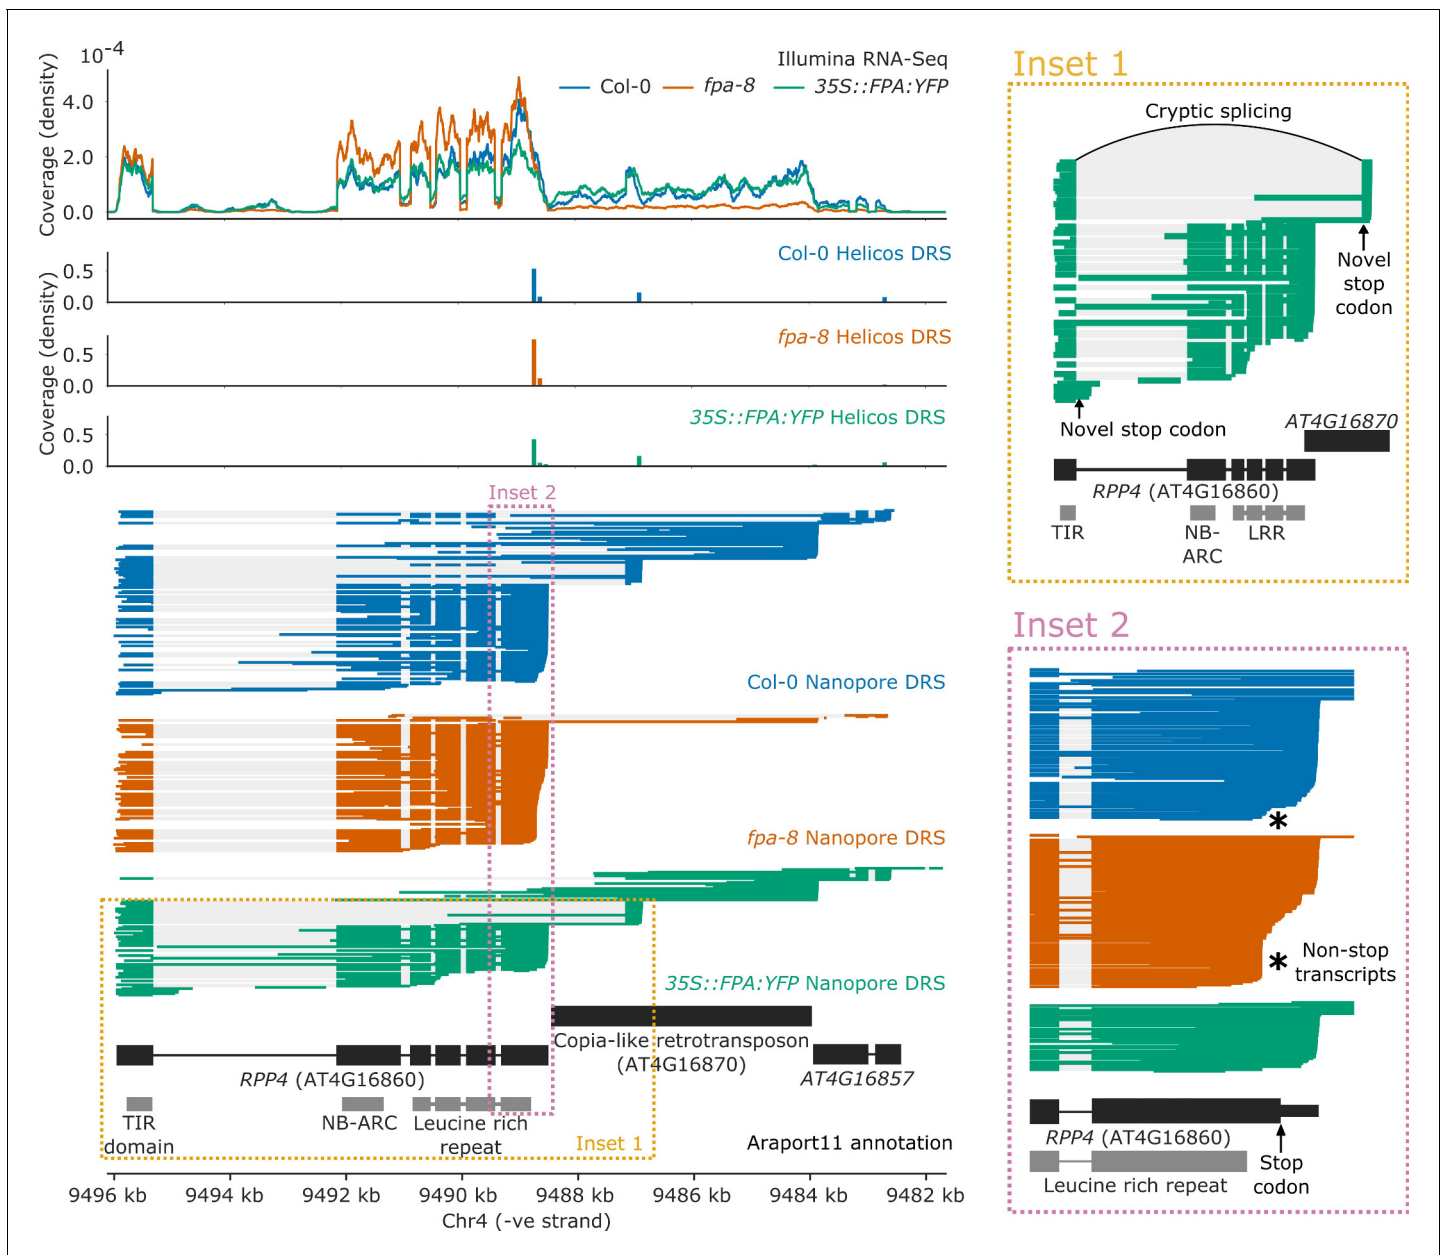 10⁻⁴
Illumina RNA-Seq
Col-0 fpa-8 35S::FPA:YFP
Coverage (density)
4.0
2.0
0.0
Coverage (density)
Col-0 Helicos DRS
0.5
0.0
fpa-8 Helicos DRS
0.5
0.0
35S::FPA:YFP Helicos DRS
0.5
0.0
Inset 2
Col-0 Nanopore DRS
fpa-8 Nanopore DRS
35S::FPA:YFP Nanopore DRS
Copia-like retrotransposon
(AT4G16870)
RPP4 (AT4G16860)
AT4G16857
TIR
domain
NB-ARC
Leucine rich
repeat
Inset 1
Araport11 annotation
9496 kb 9494 kb 9492 kb 9490 kb 9488 kb 9486 kb 9484 kb 9482 kb
Chr4 (-ve strand)
Inset 1
Cryptic splicing
Novel
stop
codon
Novel stop codon
AT4G16870
RPP4 (AT4G16860)
TIR
NB-
ARC
LRR
Inset 2
*
*
Non-stop
transcripts
RPP4 (AT4G16860)
Leucine rich repeat
Stop
codon